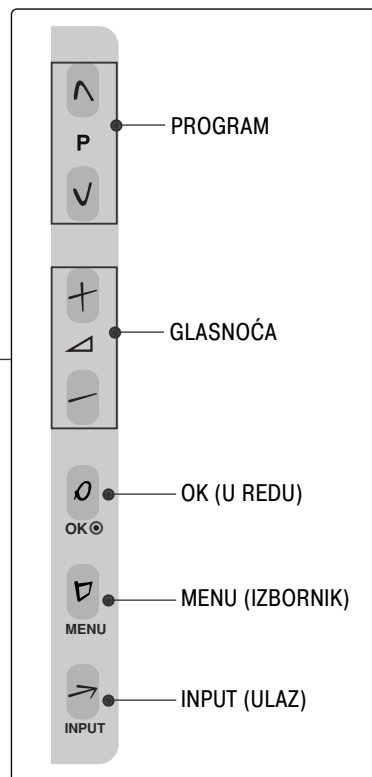 P
PROGRAM
GLASNOĆA
OK
OK (U REDU)
MENU
MENU (IZBORNIK)
INPUT
INPUT (ULAZ)